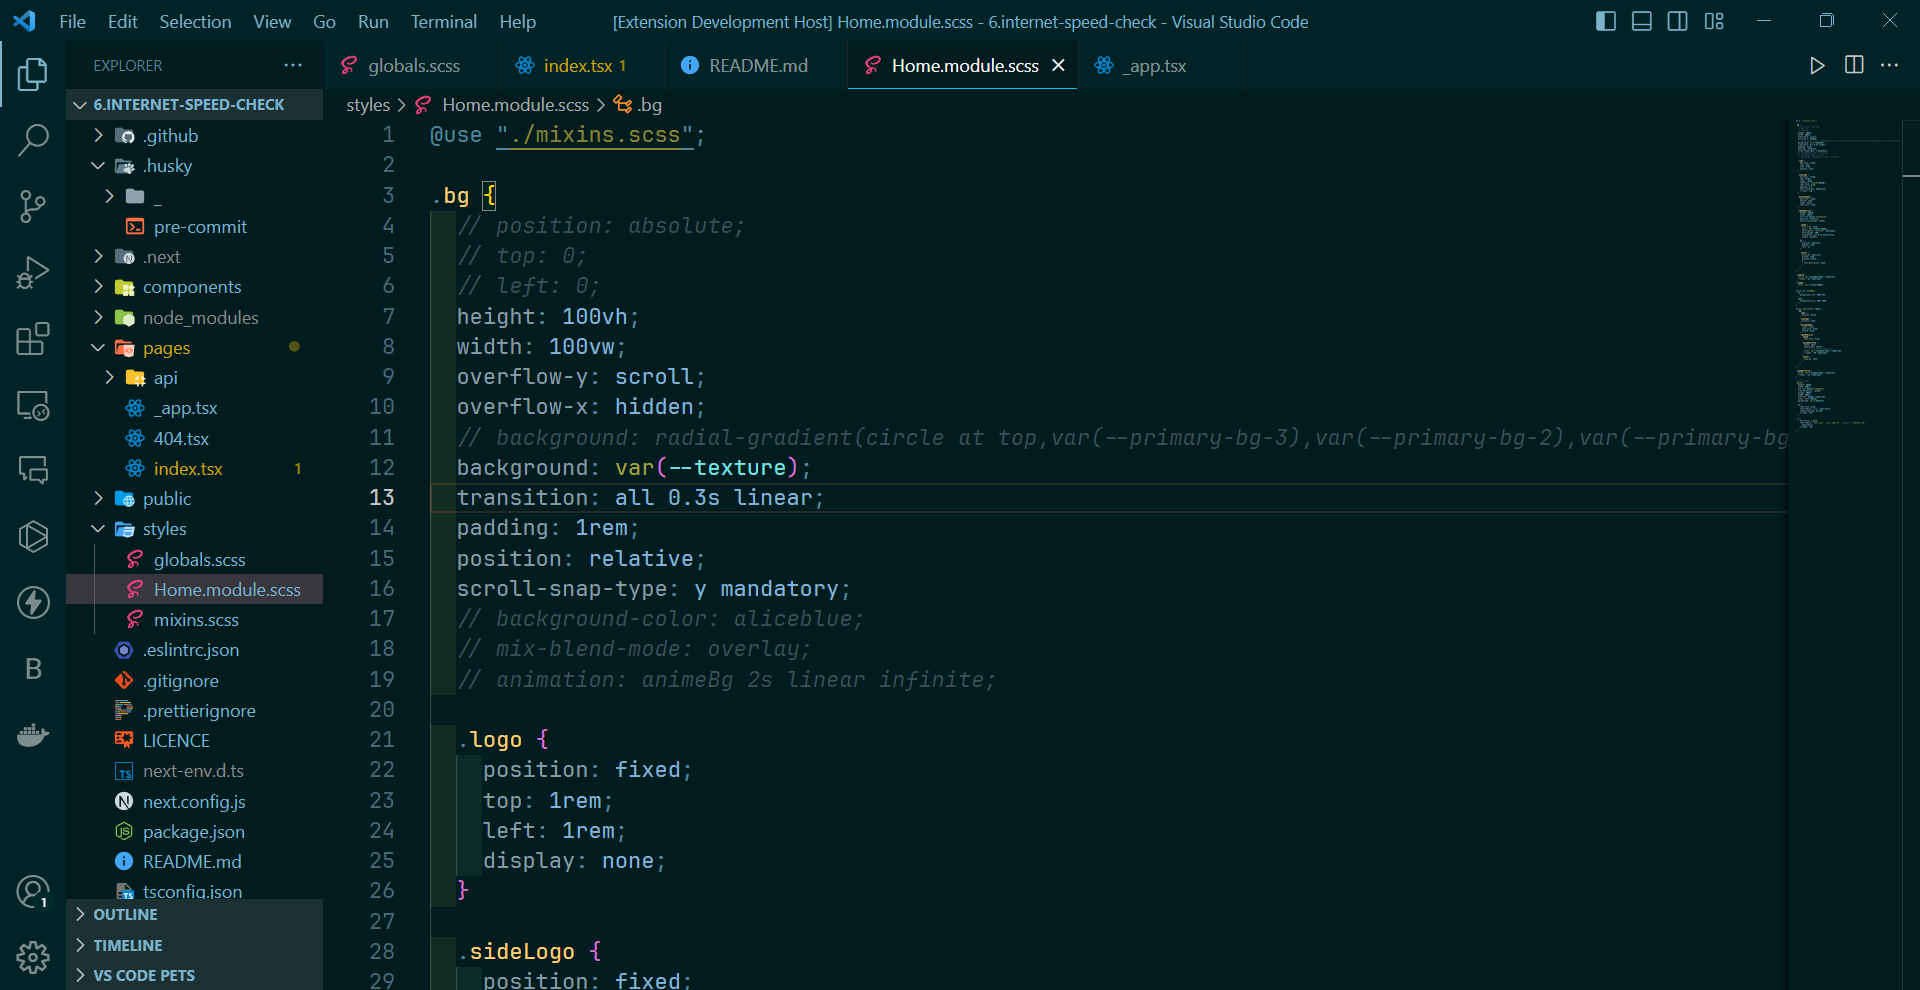 File Edit Selection View Go Run Terminal Help
[Extension Development Host] Home.module.scss - 6.internet-speed-check - Visual Studio Code
EXPLORER
6.INTERNET-SPEED-CHECK
.github
.husky
_
pre-commit
.next
components
node_modules
pages
api
_app.tsx
404.tsx
index.tsx 1
public
styles
globals.scss
Home.module.scss
mixins.scss
.eslintrc.json
.gitignore
.prettierignore
LICENCE
next-env.d.ts
next.config.js
package.json
README.md
tsconfig.json
OUTLINE
TIMELINE
VS CODE PETS
B
1
globals.scss index.tsx 1 README.md Home.module.scss _app.tsx
styles > Home.module.scss > .bg
1 @use "./mixins.scss";
2
3 .bg {
4 // position: absolute;
5 // top: 0;
6 // left: 0;
7 height: 100vh;
8 width: 100vw;
9 overflow-y: scroll;
10 overflow-x: hidden;
11 // background: radial-gradient(circle at top,var(--primary-bg-3),var(--primary-bg-2),var(--primary-bg
12 background: var(--texture);
13 transition: all 0.3s linear;
14 padding: 1rem;
15 position: relative;
16 scroll-snap-type: y mandatory;
17 // background-color: aliceblue;
18 // mix-blend-mode: overlay;
19 // animation: animeBg 2s linear infinite;
20
21 .logo {
22 position: fixed;
23 top: 1rem;
24 left: 1rem;
25 display: none;
26 }
27
28 .sideLogo {
29 position: fixed;